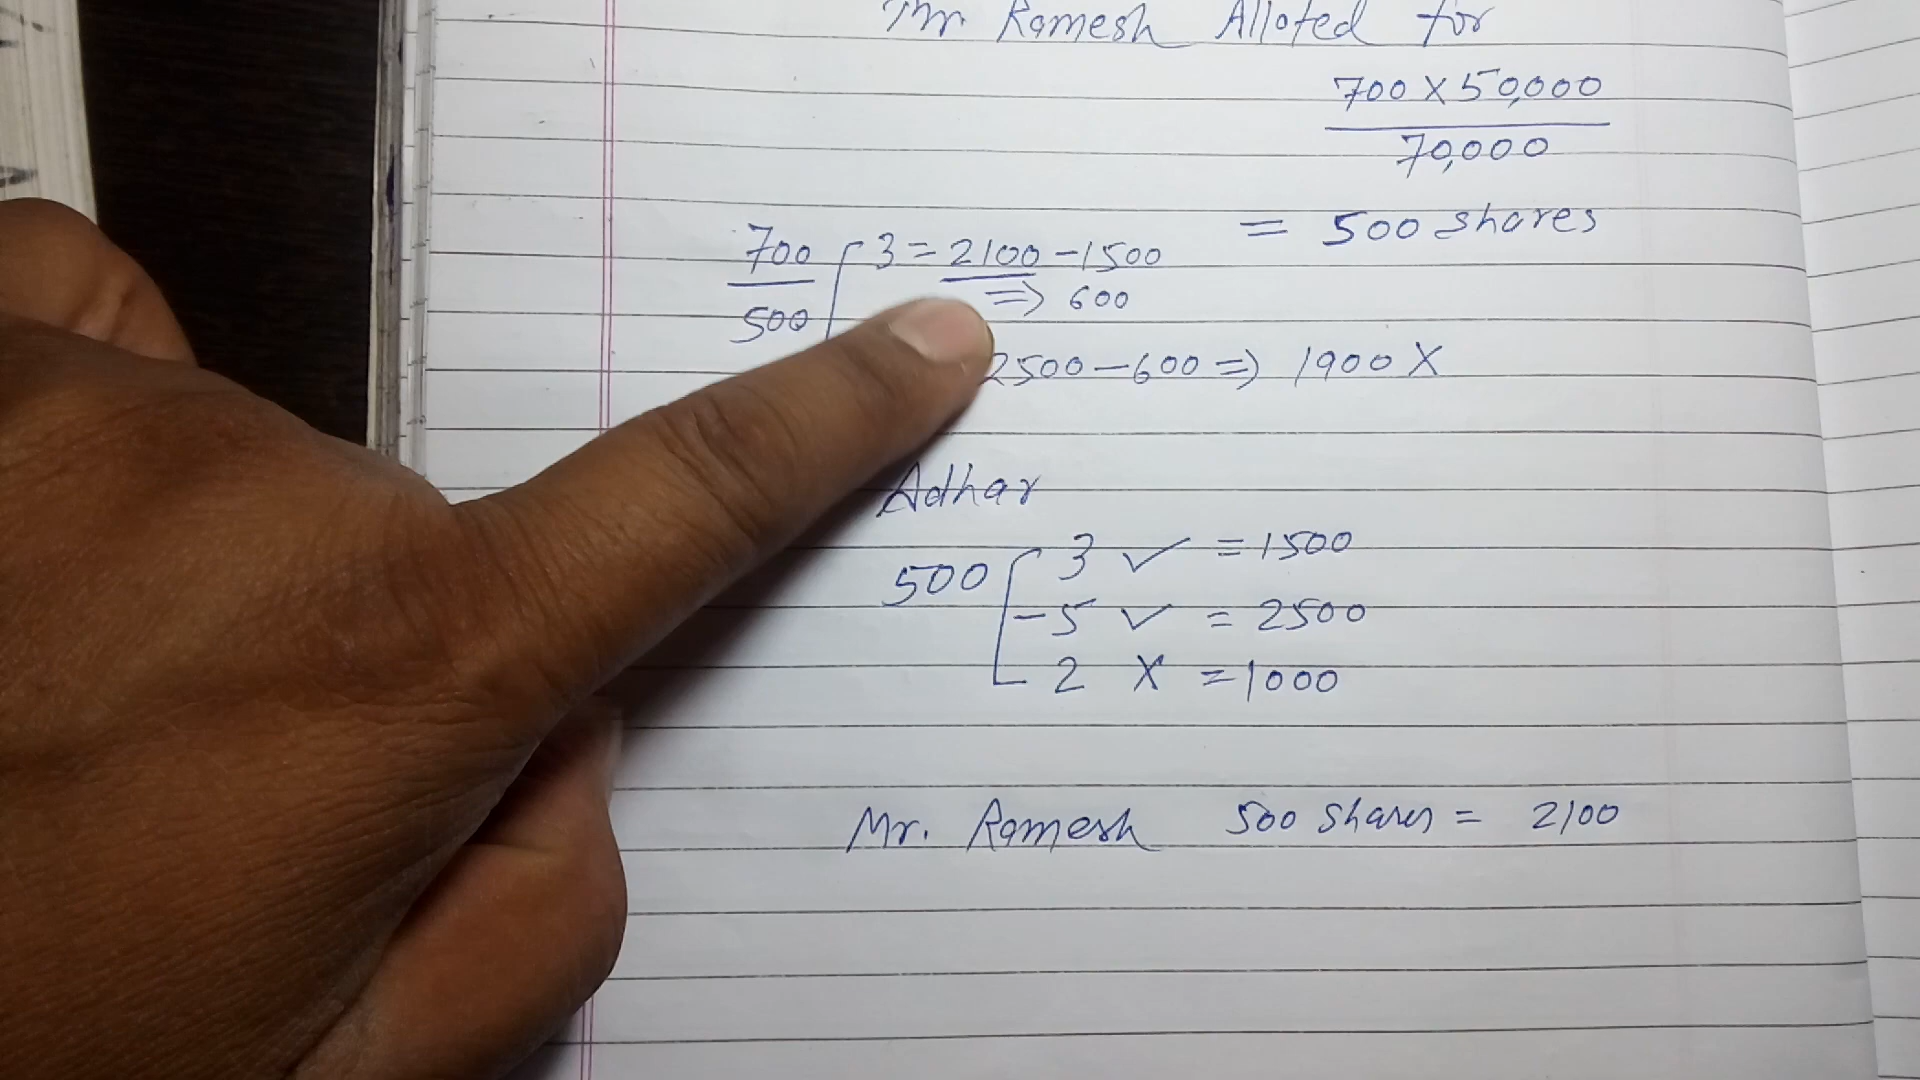 Mr. Ramesh Alloted for
700 X 50,000
70,000
= 500 shares
700 3 = 2100 - 1500
500 => 600
2500 - 600 => 1900 X
Adhar
500 3 ✓ = 1500
- 5 ✓ = 2500
2 X = 1000
Mr. Ramesh 500 Shares = 2100